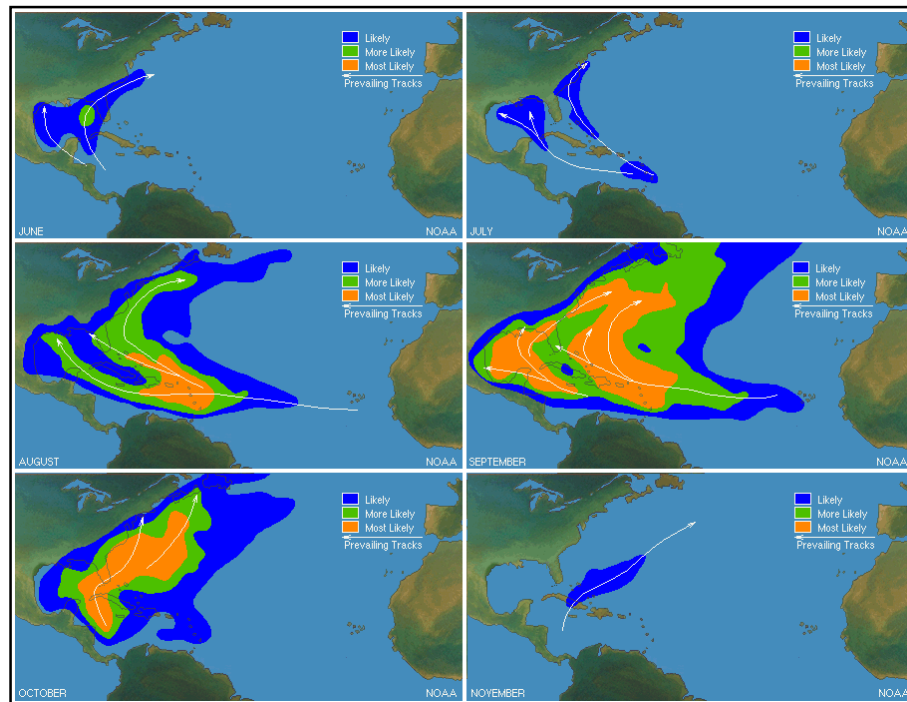 Likely
More Likely
Most Likely
Prevailing Tracks
JUNE
NOAA
Likely
More Likely
Most Likely
Prevailing Tracks
JULY
NOAA
Likely
More Likely
Most Likely
Prevailing Tracks
AUGUST
NOAA
Likely
More Likely
Most Likely
Prevailing Tracks
SEPTEMBER
NOAA
Likely
More Likely
Most Likely
Prevailing Tracks
OCTOBER
NOAA
Likely
More Likely
Most Likely
Prevailing Tracks
NOVEMBER
NOAA